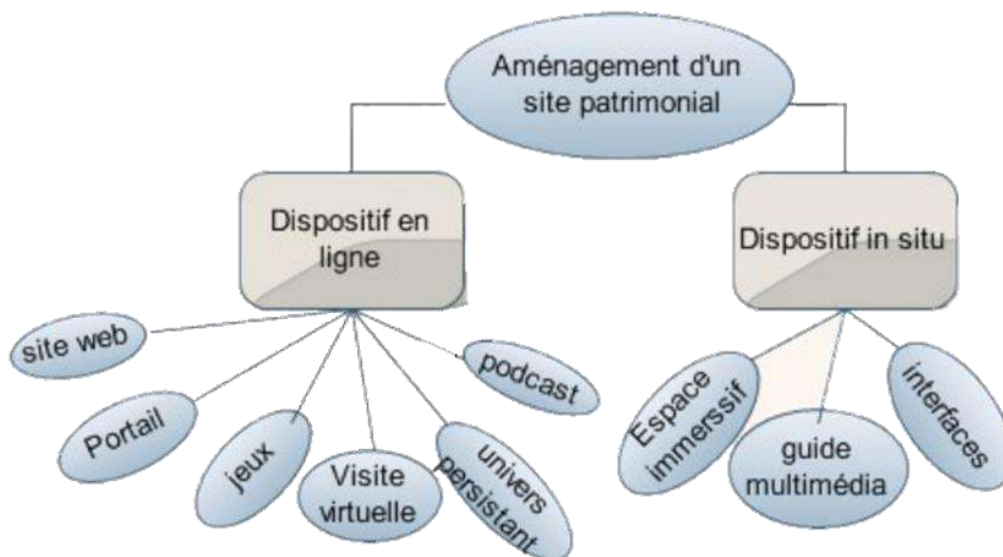 Aménagement d'un
site patrimonial
Dispositif en
ligne
Dispositif in situ
site web
Portail
jeux
Visite
virtuelle
univers
persistant
podcast
Espace
immerssif
guide
multimédia
interfaces